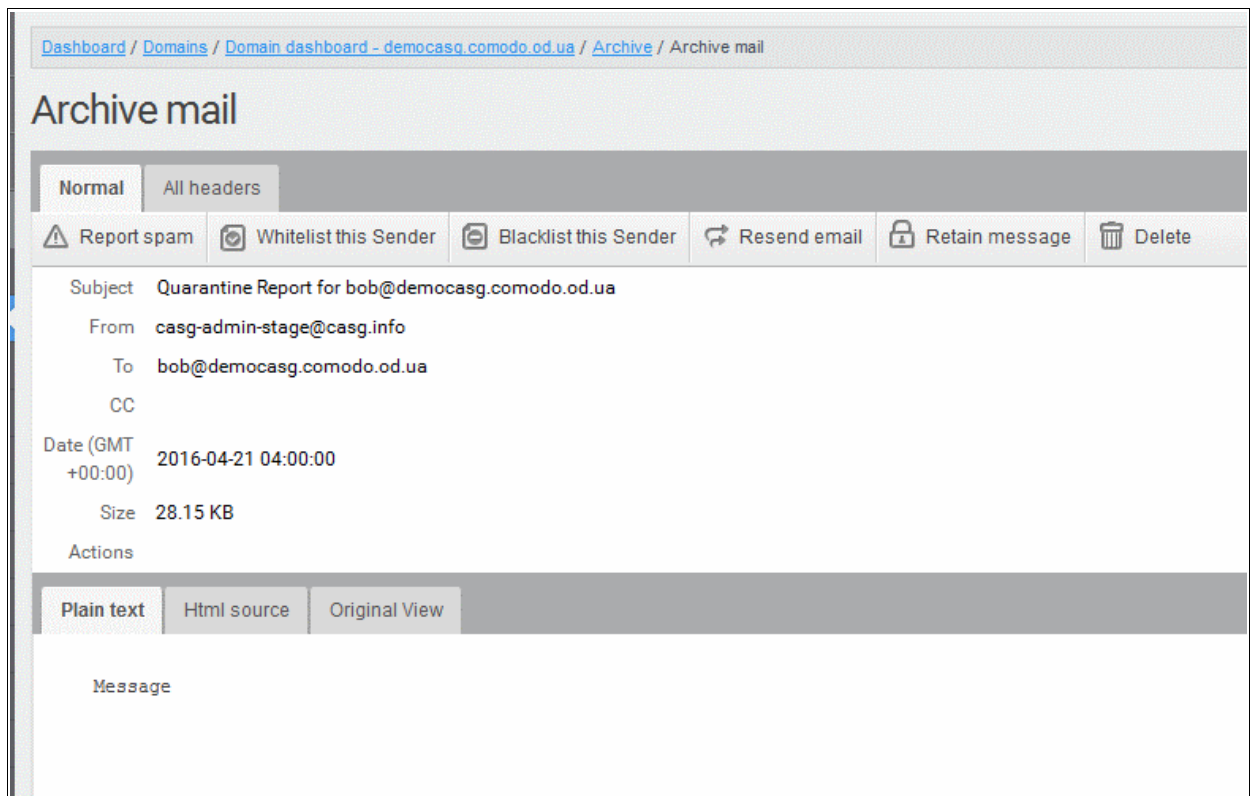 Dashboard / Domains / Domain dashboard - democasg.comodo.od.ua / Archive / Archive mail
Archive mail
Normal All headers
Report spam Whitelist this Sender Blacklist this Sender Resend email Retain message Delete
Subject Quarantine Report for bob@democasg.comodo.od.ua
From casg-admin-stage@casg.info
To bob@democasg.comodo.od.ua
CC
Date (GMT
+00:00) 2016-04-21 04:00:00
Size 28.15 KB
Actions
Plain text Html source Original View
Message